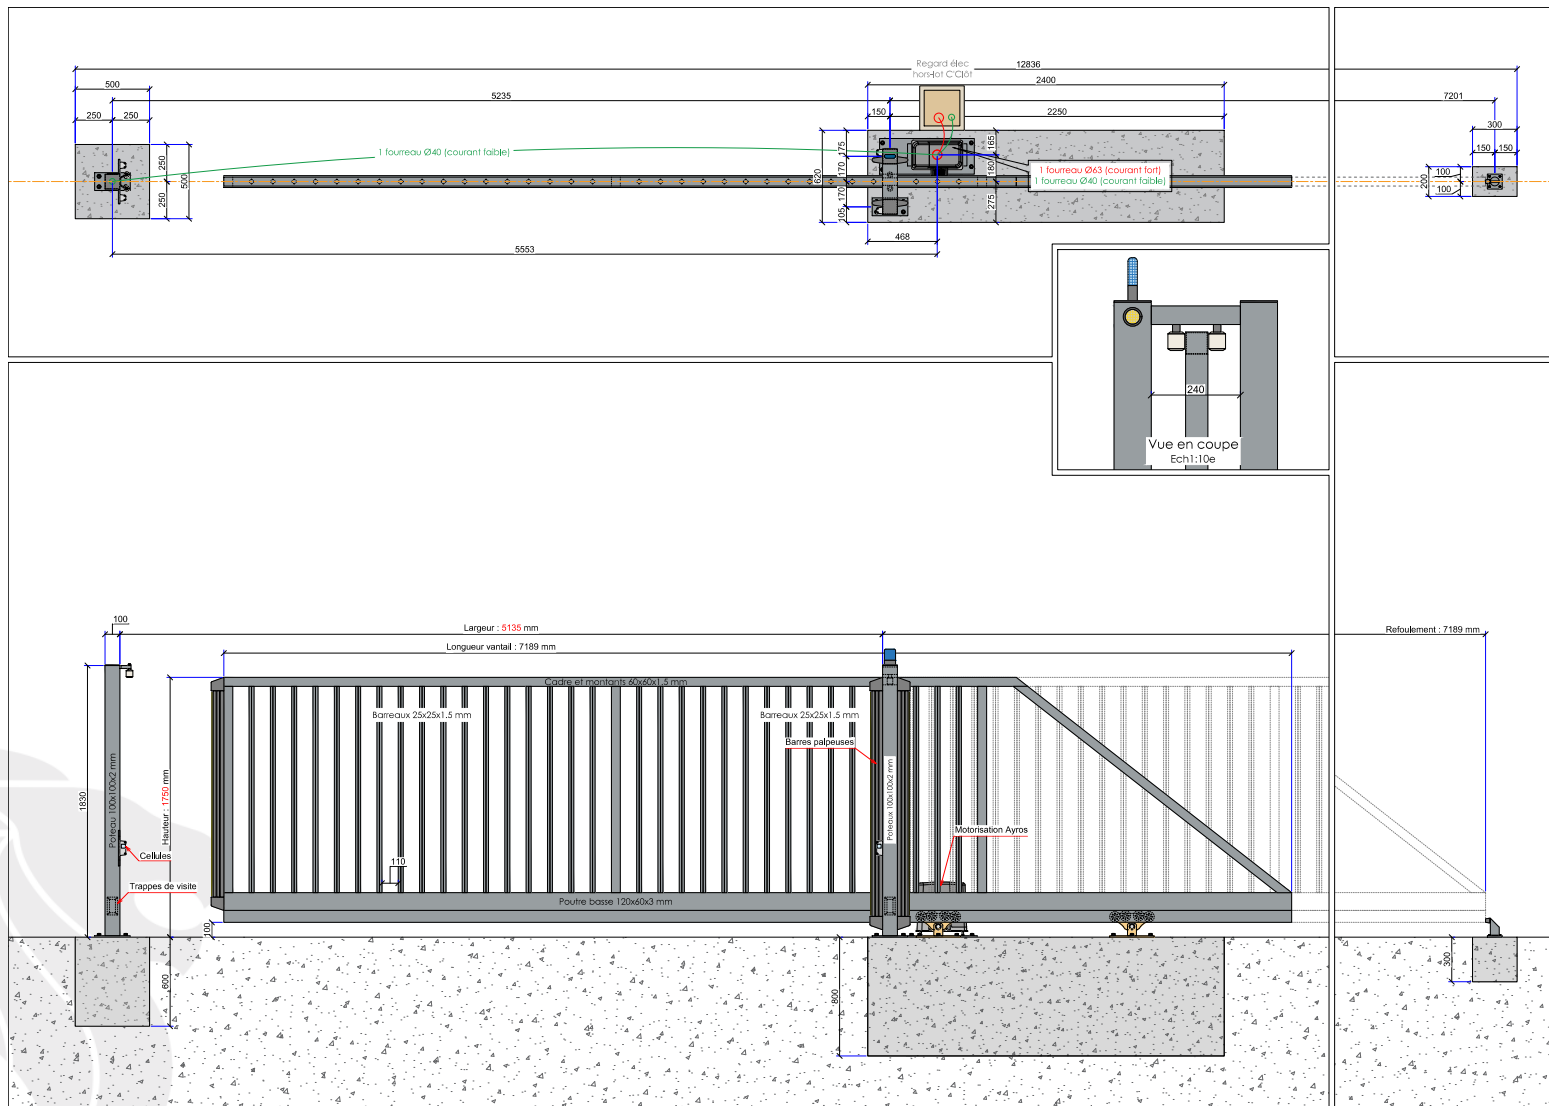 Regard élec
hors-lot C'Clôt
12836
500
2400
5235
7201
250
250
150
2250
300
150
150
1 fourreau Ø40 (courant faible)
175
170
170
105
620
165
180
275
250
250
500
1 fourreau Ø63 (courant fort)
1 fourreau Ø40 (courant faible)
100
100
200
468
5553
240
Vue en coupe
Ech1:10e
100
Largeur : 5135 mm
Refoulement : 7189 mm
Longueur vantail : 7189 mm
Cadre et montants 60x60x1,5 mm
Barreaux 25x25x1.5 mm
Barreaux 25x25x1.5 mm
Barres palpeuses
1830
Poteau 100x100x2 mm
Hauteur : 1750 mm
Poteaux 100x100x2 mm
Motorisation Ayros
Cellules
110
Trappes de visite
Poutre basse 120x60x3 mm
100
600
800
300